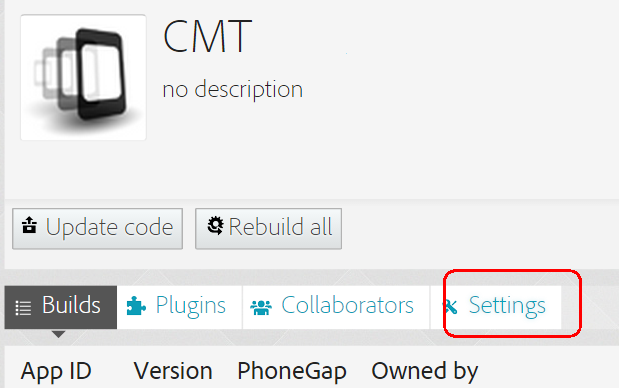 CMT
no description
Update code Rebuild all
Builds Plugins Collaborators Settings
App ID Version PhoneGap Owned by